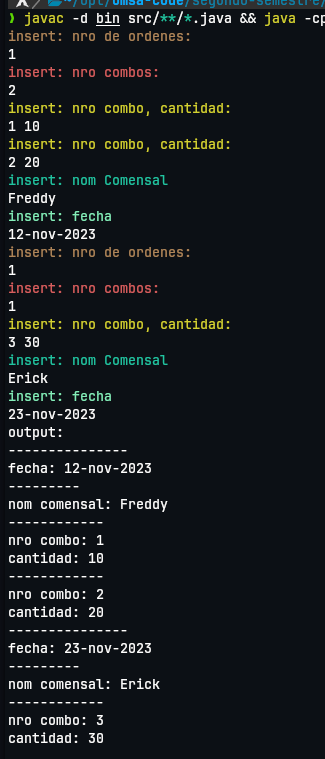 ~/opt/umsa-code/segundo-semestre/
❯ javac -d bin src/**/*.java && java -cp
insert: nro de ordenes:
1
insert: nro combos:
2
insert: nro combo, cantidad:
1 10
insert: nro combo, cantidad:
2 20
insert: nom Comensal
Freddy
insert: fecha
12-nov-2023
insert: nro de ordenes:
1
insert: nro combos:
1
insert: nro combo, cantidad:
3 30
insert: nom Comensal
Erick
insert: fecha
23-nov-2023
output:
---------------
fecha: 12-nov-2023
---------
nom comensal: Freddy
------------
nro combo: 1
cantidad: 10
------------
nro combo: 2
cantidad: 20
---------------
fecha: 23-nov-2023
---------
nom comensal: Erick
------------
nro combo: 3
cantidad: 30